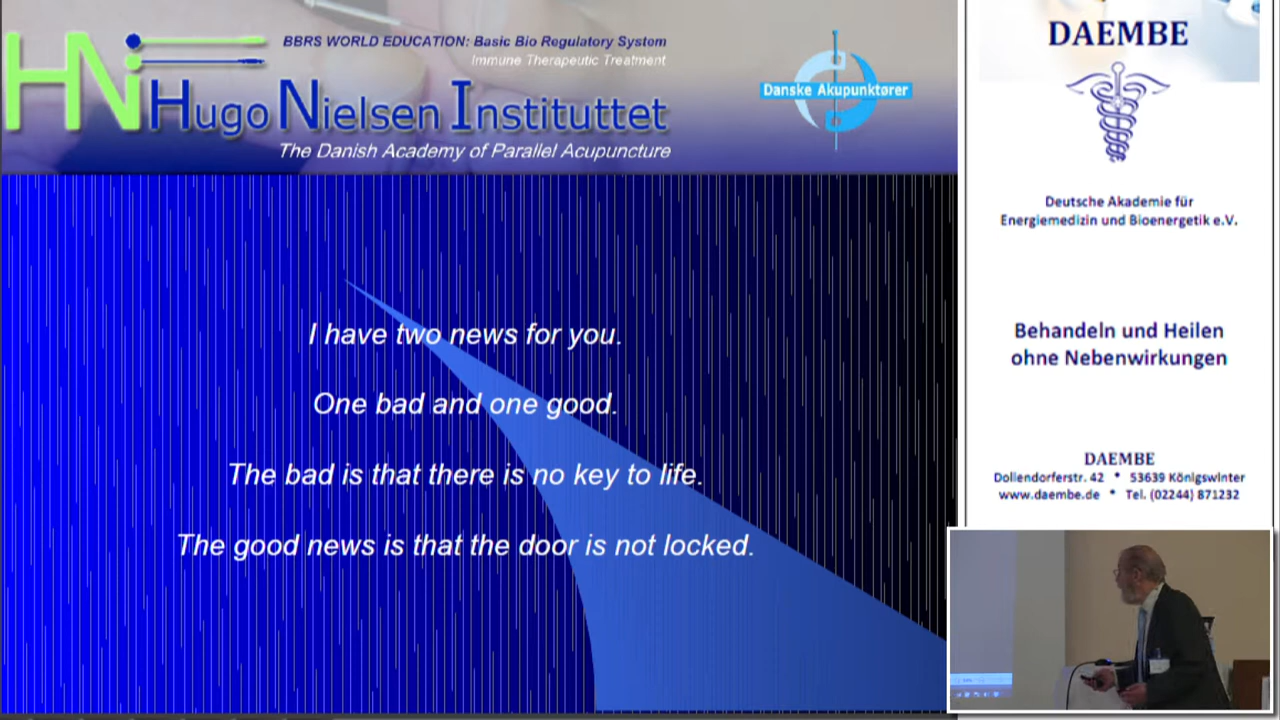 BBRS WORLD EDUCATION: Basic Bio Regulatory System
Immune Therapeutic Treatment
HN Hugo Nielsen Instituttet
The Danish Academy of Parallel Acupuncture
Danske Akupunktører
I have two news for you.
One bad and one good.
The bad is that there is no key to life.
The good news is that the door is not locked.
DAEMBE
Deutsche Akademie für
Energiemedizin und Bioenergetik e.V.
Behandeln und Heilen
ohne Nebenwirkungen
DAEMBE
Dollendorferstr. 42 * 53639 Königswinter
www.daembe.de * Tel. (02244) 871232